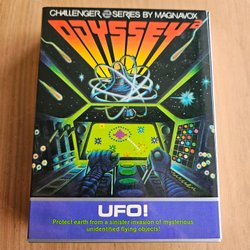 CHALLENGER SERIES BY MAGNAVOX
ODYSSEY²
UFO!
Protect earth from a sinister invasion of mysterious
unidentified flying objects!